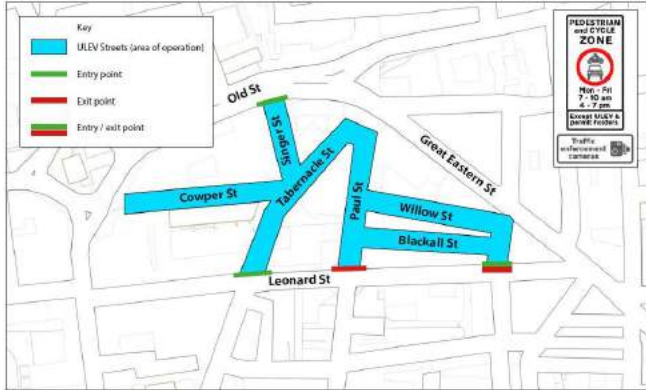 Key
ULEV Streets (area of operation)
Entry point
Exit point
Entry / exit point
PEDESTRIAN
and CYCLE
ZONE
Mon - Fri
7 - 10 am
4 - 7 pm
Except ULEV &
permit holders
Traffic
enforcement
cameras
Old St
Singer St
Great Eastern St
Tabernacle St
Cowper St
Paul St
Willow St
Blackall St
Leonard St